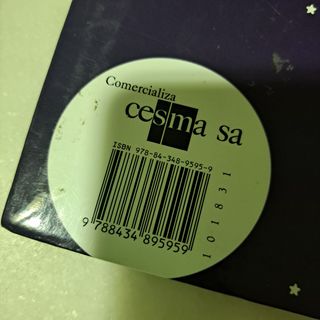 Comercializa
cesma sa
ISBN 978-84-348-9595-9
9 788434 895959
101831